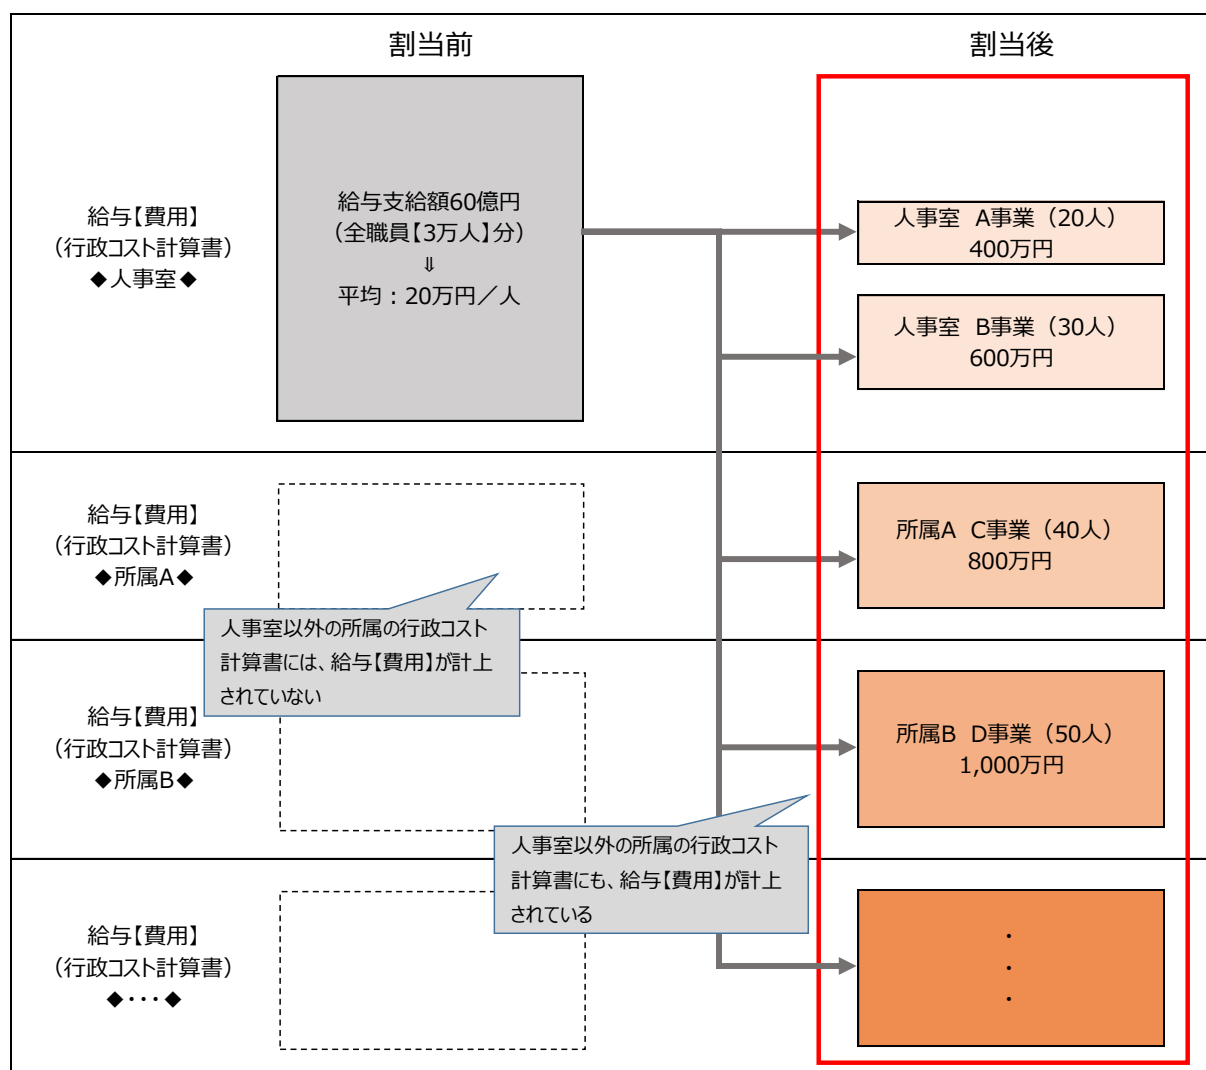 割当前
割当後
給与【費用】
（行政コスト計算書）
◆人事室◆
給与支給額60億円
（全職員【3万人】分）
⇓
平均：20万円／人
人事室　A事業（20人）
400万円
人事室　B事業（30人）
600万円
給与【費用】
（行政コスト計算書）
◆所属A◆
人事室以外の所属の行政コスト
計算書には、給与【費用】が計上
されていない
所属A　C事業（40人）
800万円
給与【費用】
（行政コスト計算書）
◆所属B◆
所属B　D事業（50人）
1,000万円
人事室以外の所属の行政コスト
計算書にも、給与【費用】が計上
されている
給与【費用】
（行政コスト計算書）
◆・・・◆
・
・
・